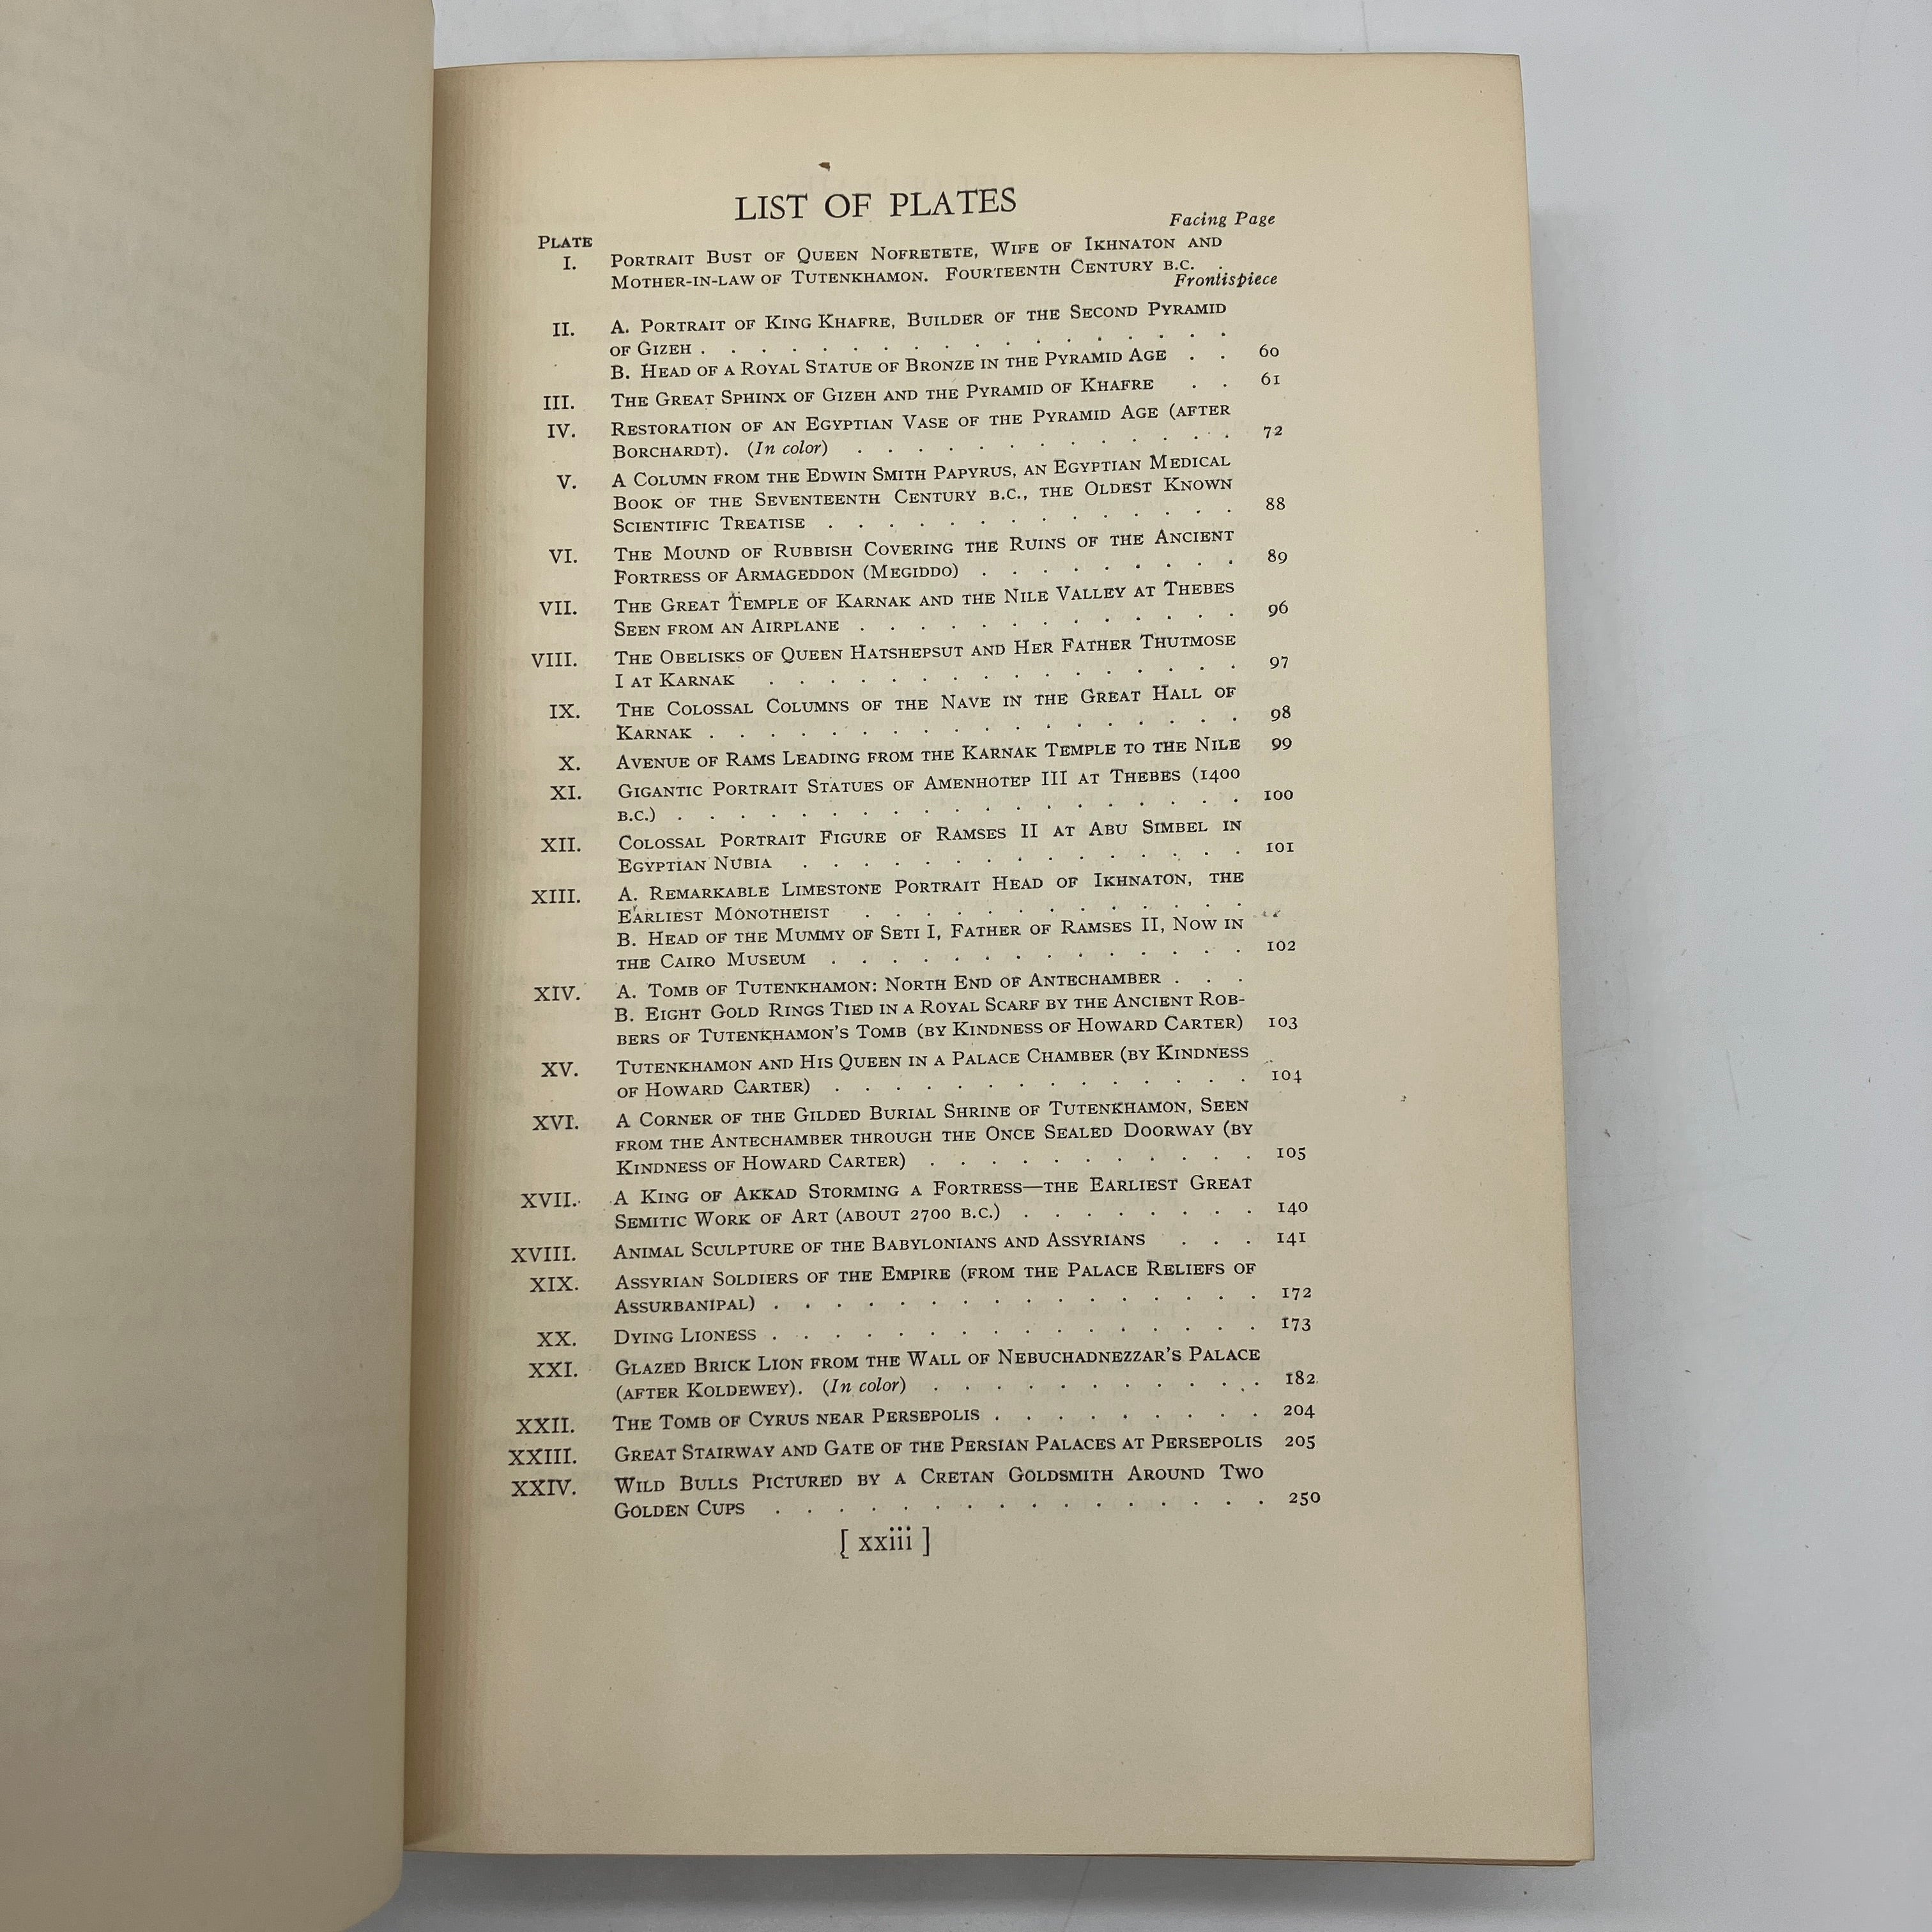 LIST OF PLATES
Facing Page
PLATE
I. PORTRAIT BUST OF QUEEN NOFRETETE, WIFE OF IKHNATON AND
MOTHER-IN-LAW OF TUTENKHAMON. FOURTEENTH CENTURY B.C. .
Frontispiece
II. A. PORTRAIT OF KING KHAFRE, BUILDER OF THE SECOND PYRAMID
OF GIZEH . . . . . . . . . . . . . . . . . .
B. HEAD OF A ROYAL STATUE OF BRONZE IN THE PYRAMID AGE . . 60
III. THE GREAT SPHINX OF GIZEH AND THE PYRAMID OF KHAFRE . . 61
IV. RESTORATION OF AN EGYPTIAN VASE OF THE PYRAMID AGE (AFTER
BORCHARDT). (In color) . . . . . . . . . . . . . 72
V. A COLUMN FROM THE EDWIN SMITH PAPYRUS, AN EGYPTIAN MEDICAL
BOOK OF THE SEVENTEENTH CENTURY B.C., THE OLDEST KNOWN
SCIENTIFIC TREATISE . . . . . . . . . . . . . . 88
VI. THE MOUND OF RUBBISH COVERING THE RUINS OF THE ANCIENT
FORTRESS OF ARMAGEDDON (MEGIDDO) . . . . . . . . . 89
VII. THE GREAT TEMPLE OF KARNAK AND THE NILE VALLEY AT THEBES
SEEN FROM AN AIRPLANE . . . . . . . . . . . . . 96
VIII. THE OBELISKS OF QUEEN HATSHEPSUT AND HER FATHER THUTMOSE
I AT KARNAK . . . . . . . . . . . . . . . . 97
IX. THE COLOSSAL COLUMNS OF THE NAVE IN THE GREAT HALL OF
KARNAK . . . . . . . . . . . . . . . . . . 98
X. AVENUE OF RAMS LEADING FROM THE KARNAK TEMPLE TO THE NILE 99
XI. GIGANTIC PORTRAIT STATUES OF AMENHOTEP III AT THEBES (1400
B.C.) . . . . . . . . . . . . . . . . . . . 100
XII. COLOSSAL PORTRAIT FIGURE OF RAMSES II AT ABU SIMBEL IN
EGYPTIAN NUBIA . . . . . . . . . . . . . . . 101
XIII. A. REMARKABLE LIMESTONE PORTRAIT HEAD OF IKHNATON, THE
EARLIEST MONOTHEIST . . . . . . . . . . . . .
B. HEAD OF THE MUMMY OF SETI I, FATHER OF RAMSES II, NOW IN
THE CAIRO MUSEUM . . . . . . . . . . . . . . 102
XIV. A. TOMB OF TUTENKHAMON: NORTH END OF ANTECHAMBER . . .
B. EIGHT GOLD RINGS TIED IN A ROYAL SCARF BY THE ANCIENT ROB-
BERS OF TUTENKHAMON'S TOMB (BY KINDNESS OF HOWARD CARTER) 103
XV. TUTENKHAMON AND HIS QUEEN IN A PALACE CHAMBER (BY KINDNESS
OF HOWARD CARTER) . . . . . . . . . . . . . . 104
XVI. A CORNER OF THE GILDED BURIAL SHRINE OF TUTENKHAMON, SEEN
FROM THE ANTECHAMBER THROUGH THE ONCE SEALED DOORWAY (BY
KINDNESS OF HOWARD CARTER) . . . . . . . . . . . 105
XVII. A KING OF AKKAD STORMING A FORTRESS—THE EARLIEST GREAT
SEMITIC WORK OF ART (ABOUT 2700 B.C.) . . . . . . . . 140
XVIII. ANIMAL SCULPTURE OF THE BABYLONIANS AND ASSYRIANS . . . 141
XIX. ASSYRIAN SOLDIERS OF THE EMPIRE (FROM THE PALACE RELIEFS OF
ASSURBANIPAL) . . . . . . . . . . . . . . . . 172
XX. DYING LIONESS . . . . . . . . . . . . . . . . 173
XXI. GLAZED BRICK LION FROM THE WALL OF NEBUCHADNEZZAR'S PALACE
(AFTER KOLDEWEY). (In color) . . . . . . . . . . . 182
XXII. THE TOMB OF CYRUS NEAR PERSEPOLIS . . . . . . . . . 204
XXIII. GREAT STAIRWAY AND GATE OF THE PERSIAN PALACES AT PERSEPOLIS 205
XXIV. WILD BULLS PICTURED BY A CRETAN GOLDSMITH AROUND TWO
GOLDEN CUPS . . . . . . . . . . . . . . . . 250
[ xxiii ]